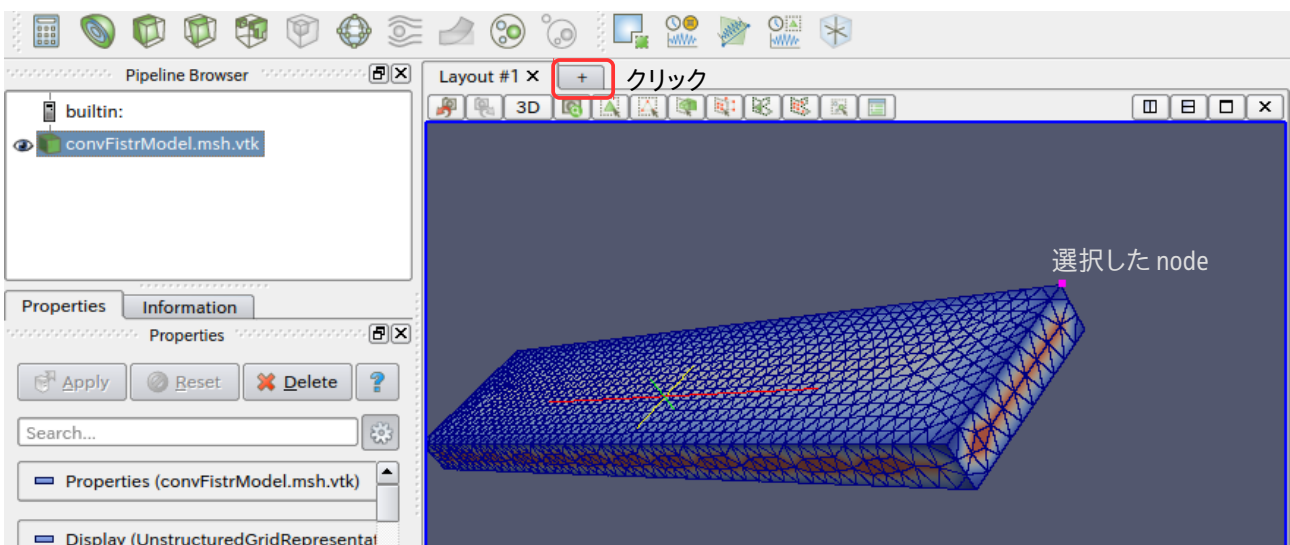 Pipeline Browser
builtin:
convFistrModel.msh.vtk
Properties
Information
Properties
Apply
Reset
Delete
?
Search...
Properties (convFistrModel.msh.vtk)
Display (UnstructuredGridRepresentat
Layout #1
+
クリック
3D
選択した node